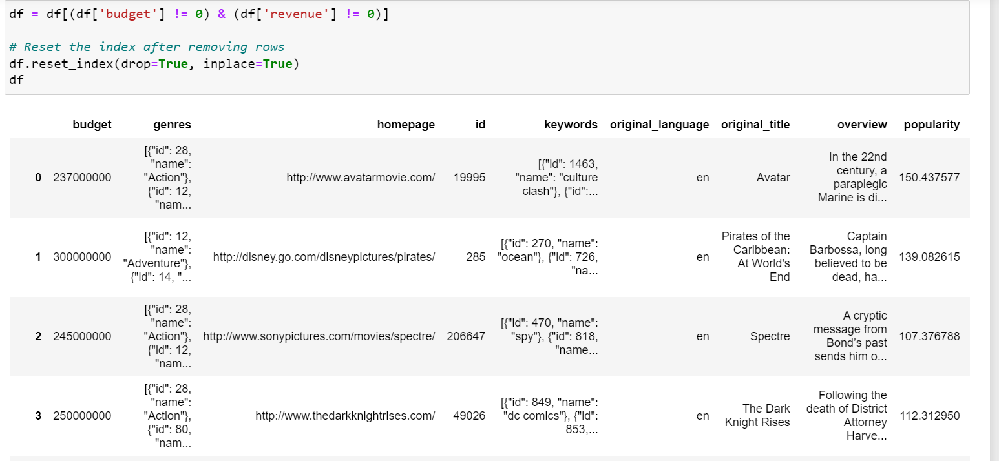 df = df[(df['budget'] != 0) & (df['revenue'] != 0)]
# Reset the index after removing rows
df.reset_index(drop=True, inplace=True)
df
budget genres homepage id keywords original_language original_title overview popularity
0 237000000 [{"id": 28, "name": "Action"}, {"id": 12, "nam... http://www.avatarmovie.com/ 19995 [{"id": 1463, "name": "culture clash"}, {"id":... en Avatar In the 22nd century, a paraplegic Marine is di... 150.437577
1 300000000 [{"id": 12, "name": "Adventure"}, {"id": 14, "... http://disney.go.com/disneypictures/pirates/ 285 [{"id": 270, "name": "ocean"}, {"id": 726, "na... en Pirates of the Caribbean: At World's End Captain Barbossa, long believed to be dead, ha... 139.082615
2 245000000 [{"id": 28, "name": "Action"}, {"id": 12, "nam... http://www.sonypictures.com/movies/spectre/ 206647 [{"id": 470, "name": "spy"}, {"id": 818, "name... en Spectre A cryptic message from Bond’s past sends him o... 107.376788
3 250000000 [{"id": 28, "name": "Action"}, {"id": 80, "nam... http://www.thedarkknightrises.com/ 49026 [{"id": 849, "name": "dc comics"}, {"id": 853,... en The Dark Knight Rises Following the death of District Attorney Harve... 112.312950